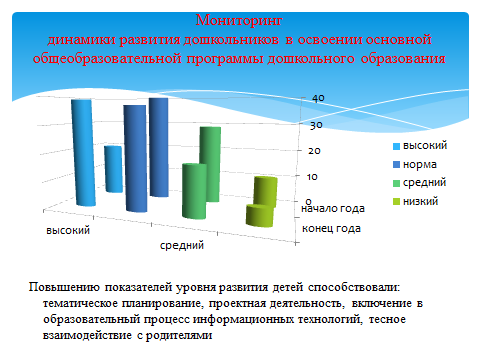 Мониторинг
динамики развития дошкольников в освоении основной
общеобразовательной программы дошкольного образования
40
30
20
10
0
начало года
конец года
высокий
средний
высокий
норма
средний
низкий
Повышению показателей уровня развития детей способствовали:
тематическое планирование, проектная деятельность, включение в
образовательный процесс информационных технологий, тесное
взаимодействие с родителями